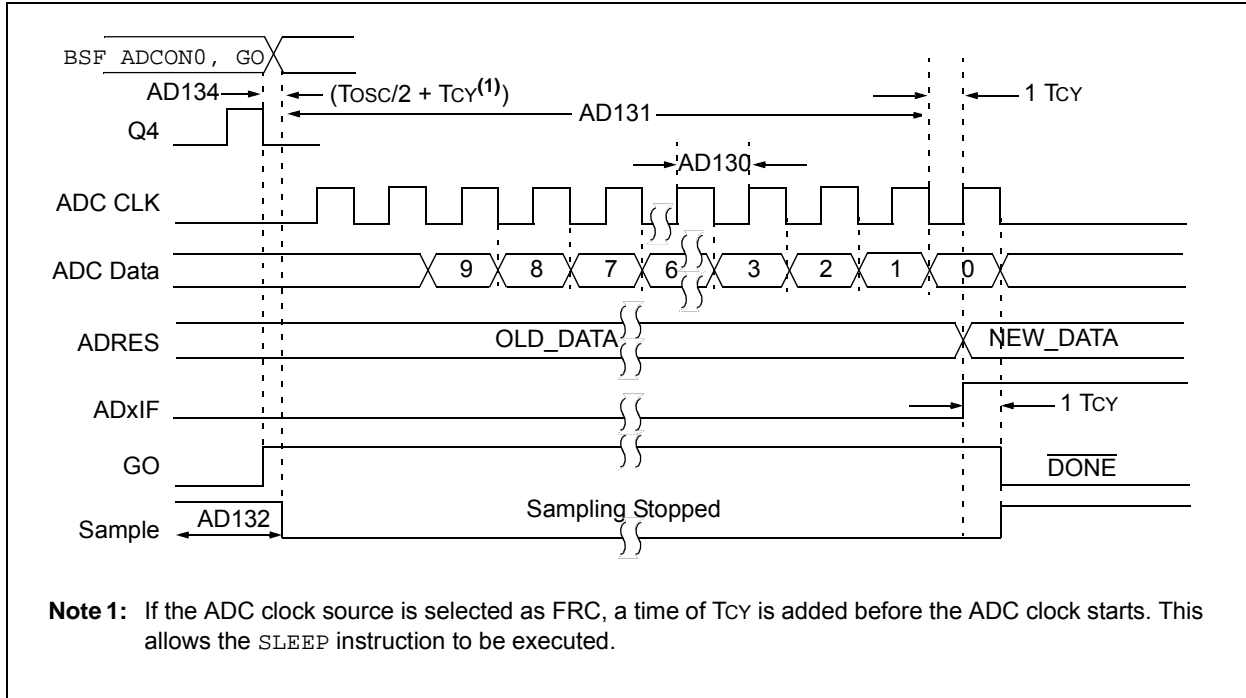 BSF ADCON0, GO
AD134 (TOSC/2 + TCY(1)) 1 TCY
AD131
Q4
AD130
ADC CLK
ADC Data 9 8 7 6 3 2 1 0
OLD_DATA NEW_DATA
ADRES
ADxIF 1 TCY
GO DONE
Sampling Stopped
AD132
Sample
Note 1: If the ADC clock source is selected as FRC, a time of TCY is added before the ADC clock starts. This
allows the SLEEP instruction to be executed.